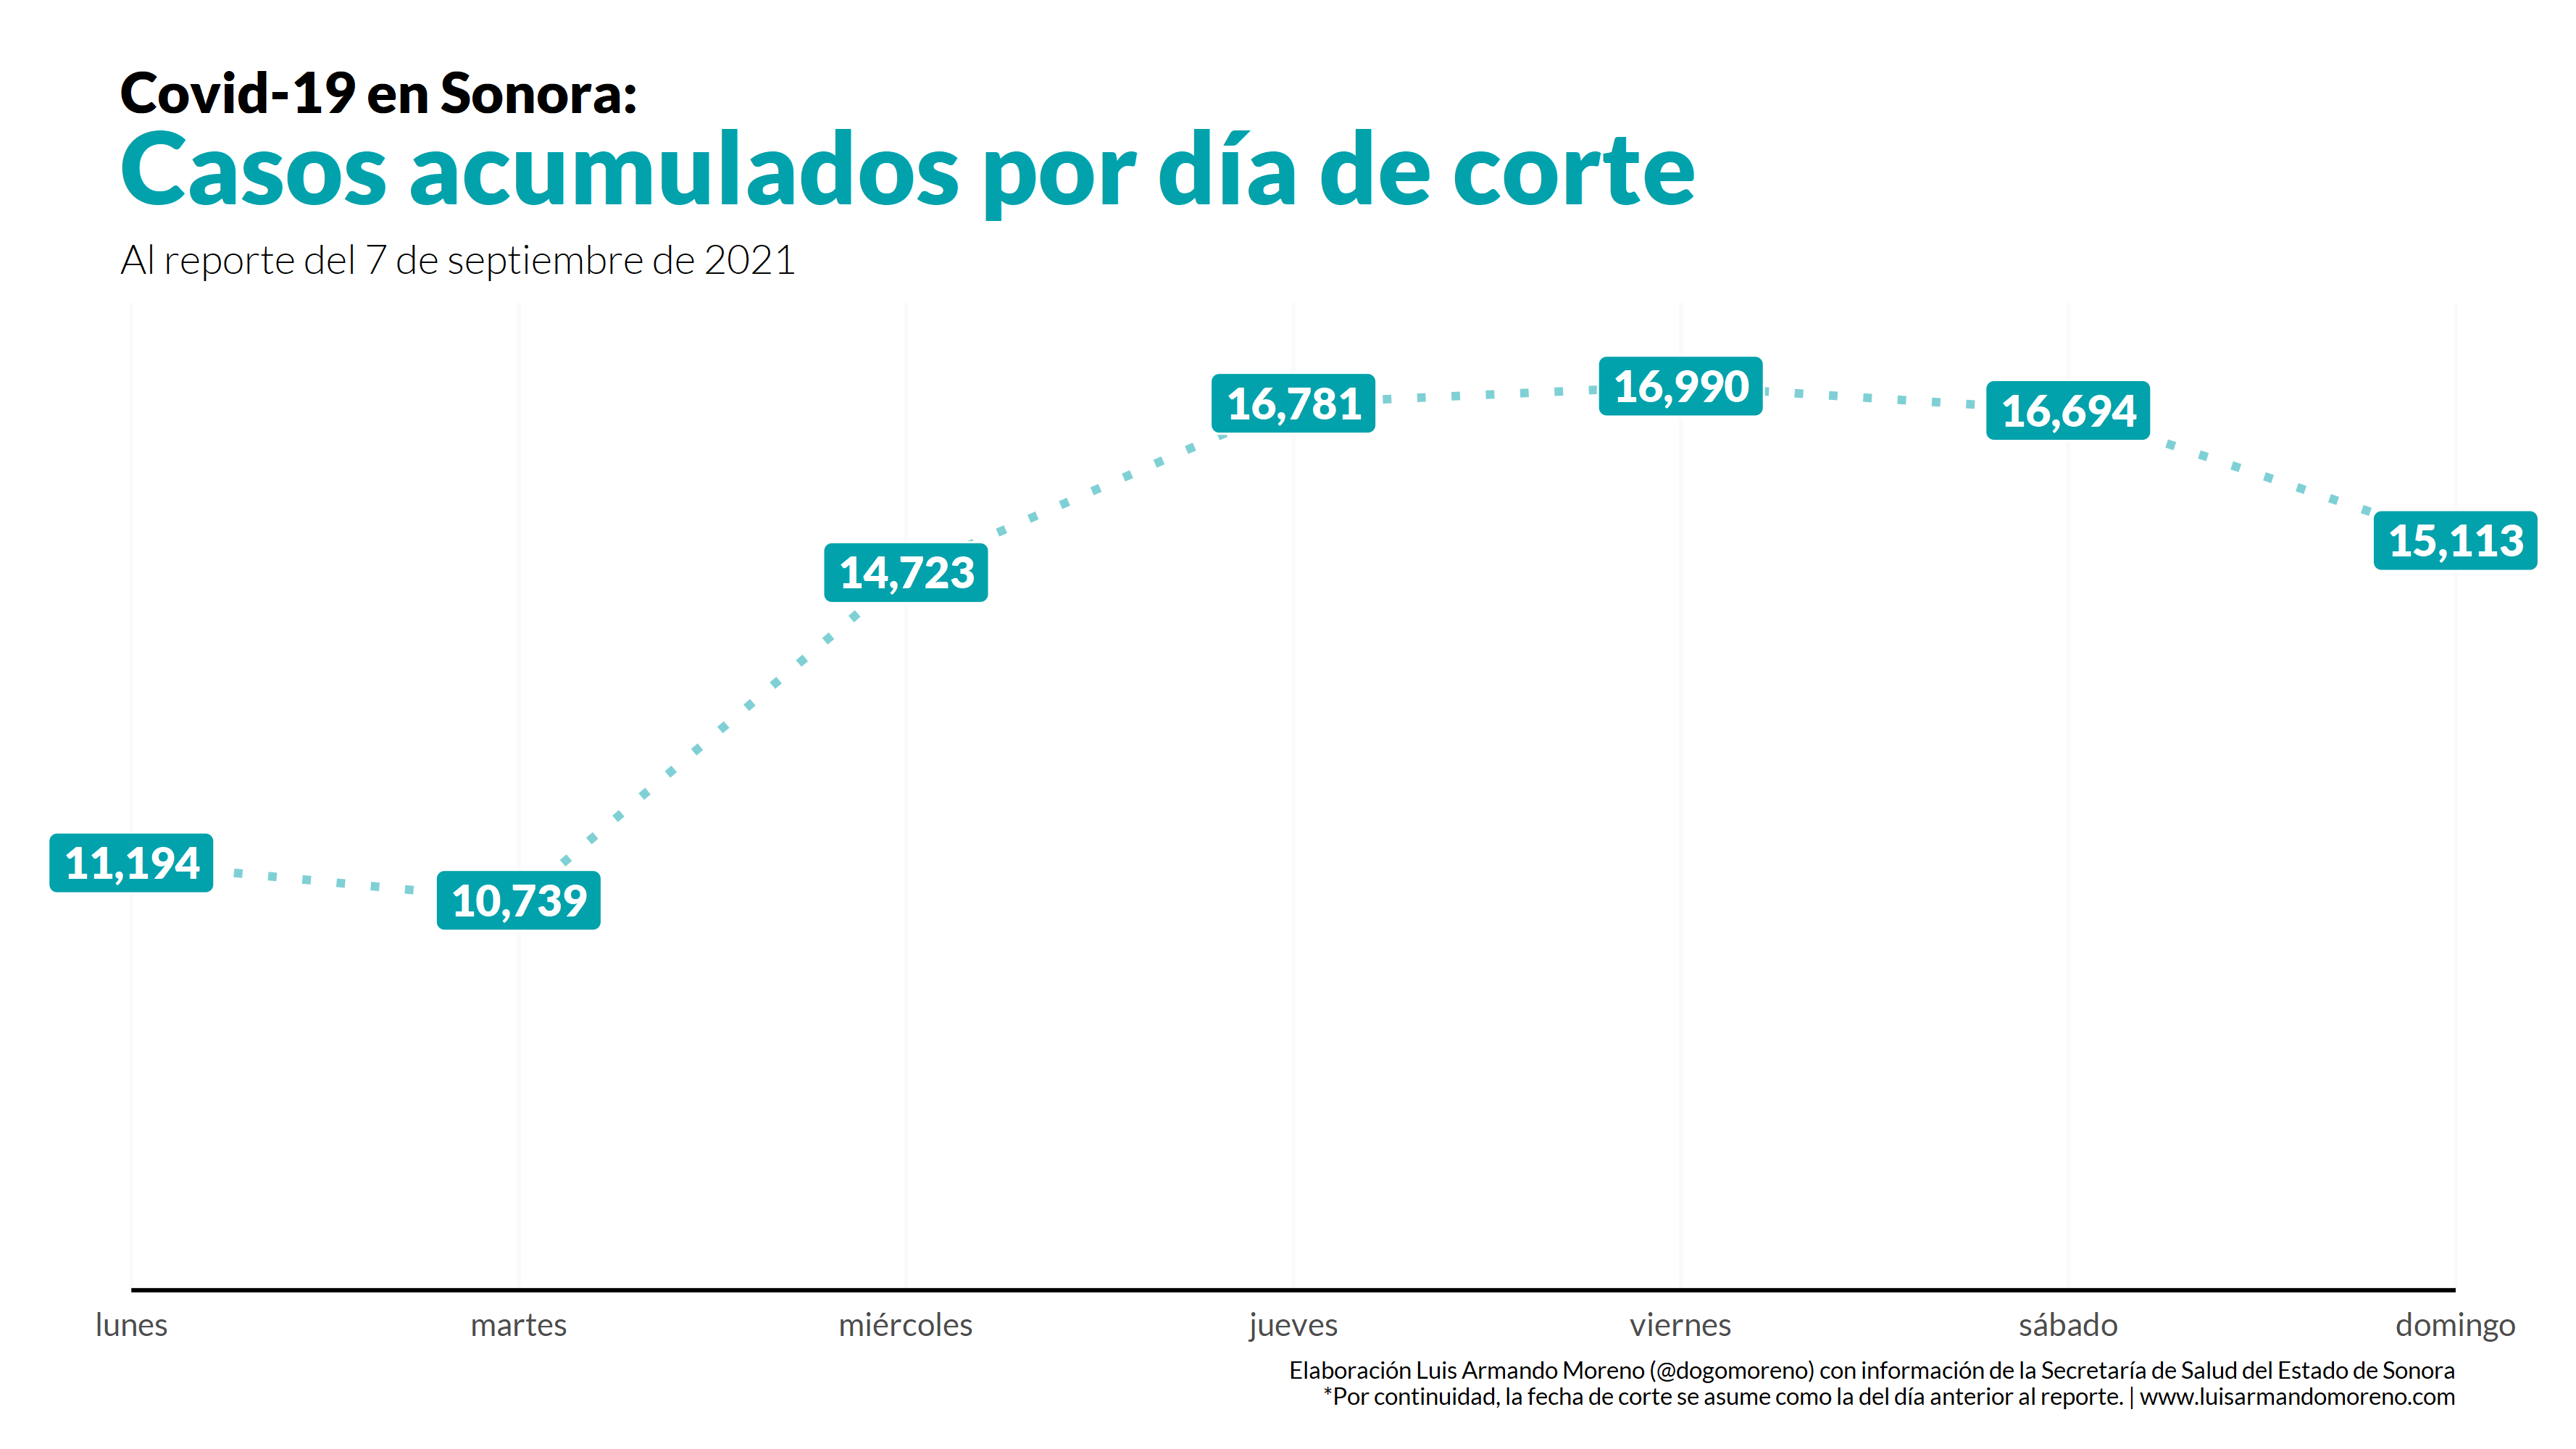 Covid-19 en Sonora:
Casos acumulados por día de corte
Al reporte del 7 de septiembre de 2021
16,990
16,781
16,694
15,113
14,723
11,194
10,739
lunes
martes
miércoles
jueves
viernes
sábado
domingo
Elaboración Luis Armando Moreno (@dogomoreno) con información de la Secretaría de Salud del Estado de Sonora
*Por continuidad, la fecha de corte se asume como la del día anterior al reporte. | www.luisarmandomoreno.com